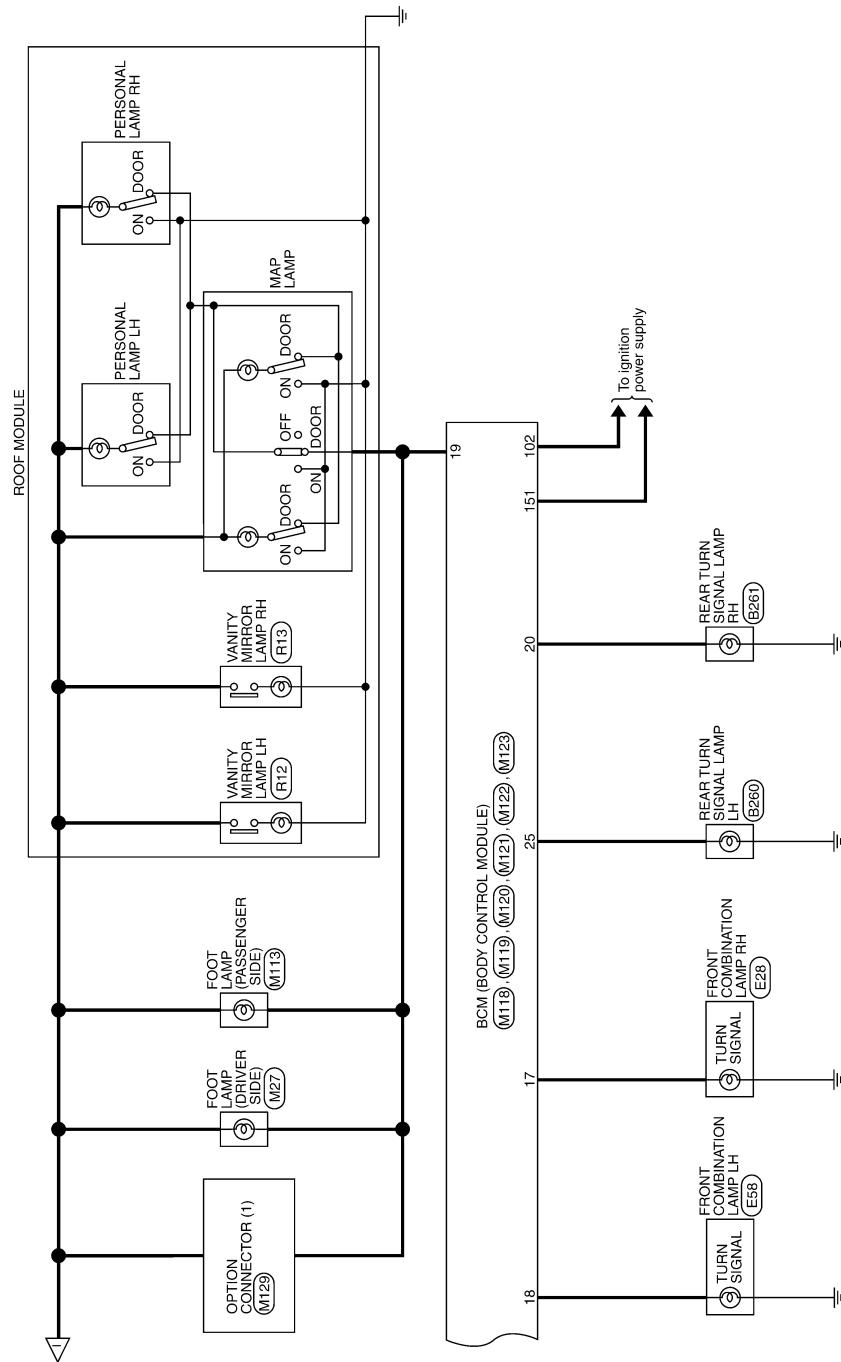 ROOF MODULE
PERSONAL
LAMP RH
ON
DOOR
PERSONAL
LAMP LH
ON
DOOR
MAP
LAMP
ON
DOOR
ON
OFF
DOOR
ON
DOOR
VANITY
MIRROR
LAMP RH
R13
VANITY
MIRROR
LAMP LH
R12
FOOT
LAMP
(PASSENGER
SIDE)
M113
FOOT
LAMP
(DRIVER
SIDE)
M27
OPTION
CONNECTOR (1)
M129
1
19
BCM (BODY CONTROL MODULE)
M118 , M119 , M120 , M121 , M122 , M123
18
17
25
20
151
102
To ignition
power supply
REAR TURN
SIGNAL LAMP
RH
B261
REAR TURN
SIGNAL LAMP
LH
B260
FRONT
COMBINATION
LAMP RH
E28
TURN
SIGNAL
FRONT
COMBINATION
LAMP LH
E58
TURN
SIGNAL